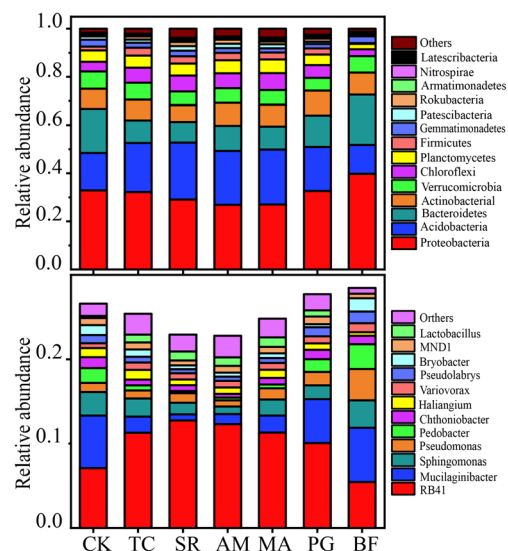 1.0
0.8
0.6
0.4
0.2
0.0
Relative abundance
Others
Latescribacteria
Nitrospirae
Armatimonadetes
Rokubacteria
Patescibacteria
Gemmatimonadetes
Firmicutes
Planctomycetes
Chloroflexi
Verrucomicrobia
Actinobacterial
Bacteroidetes
Acidobacteria
Proteobacteria
0.2
0.1
0.0
Relative abundance
Orthers
Lactobacillus
MND1
Bryobacter
Pseudolabrys
Variovorax
Haliangium
Chthoniobacter
Pedobacter
Pseudomonas
Sphingomonas
Mucilaginibacter
RB41
CK TC SR AM MA PG BF